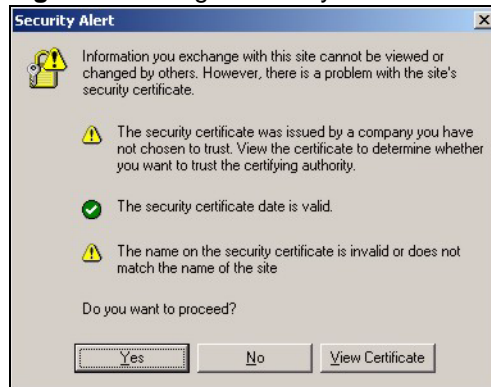 Security Alert
Information you exchange with this site cannot be viewed or
changed by others. However, there is a problem with the site's
security certificate.
The security certificate was issued by a company you have
not chosen to trust. View the certificate to determine whether
you want to trust the certifying authority.
The security certificate date is valid.
The name on the security certificate is invalid or does not
match the name of the site
Do you want to proceed?
Yes No View Certificate